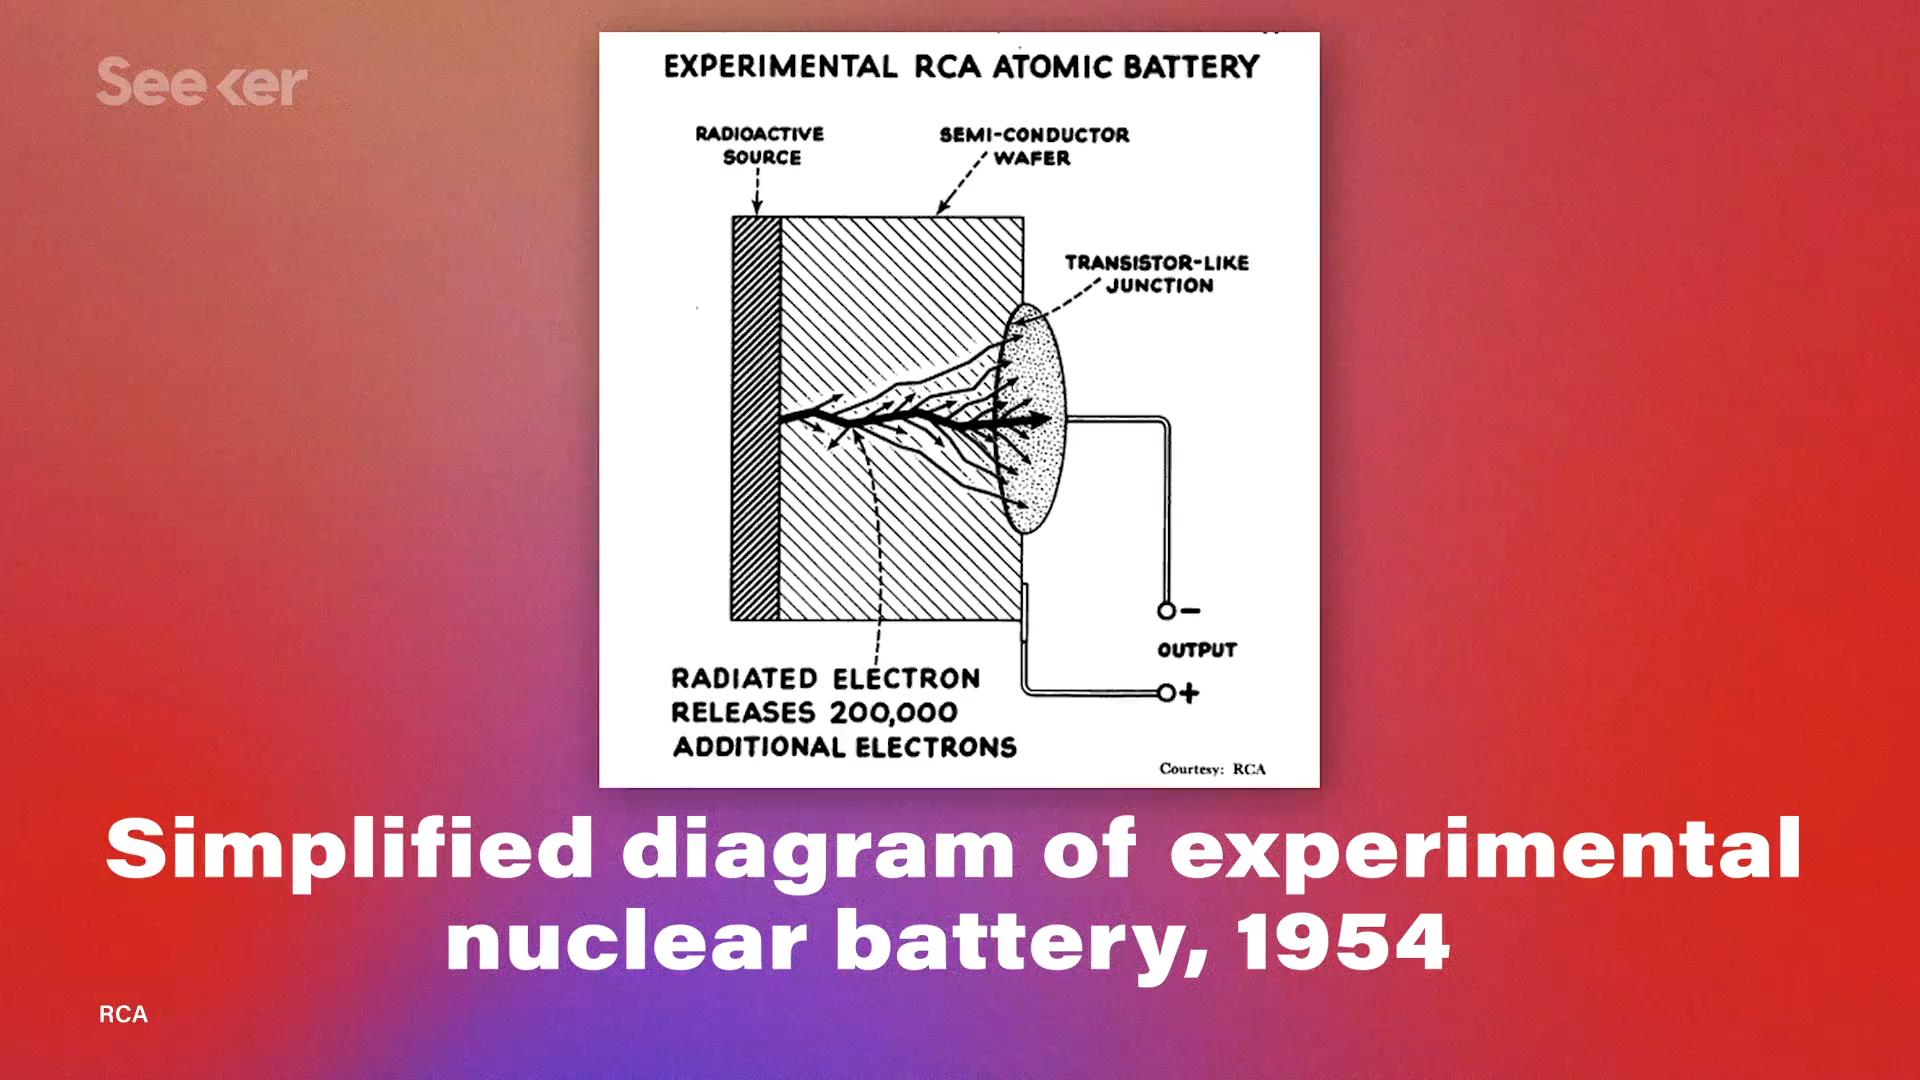 Seeker
EXPERIMENTAL RCA ATOMIC BATTERY
RADIOACTIVE
SOURCE
SEMI-CONDUCTOR
WAFER
TRANSISTOR-LIKE
JUNCTION
-
OUTPUT
+
RADIATED ELECTRON
RELEASES 200,000
ADDITIONAL ELECTRONS
Courtesy: RCA
Simplified diagram of experimental
nuclear battery, 1954
RCA